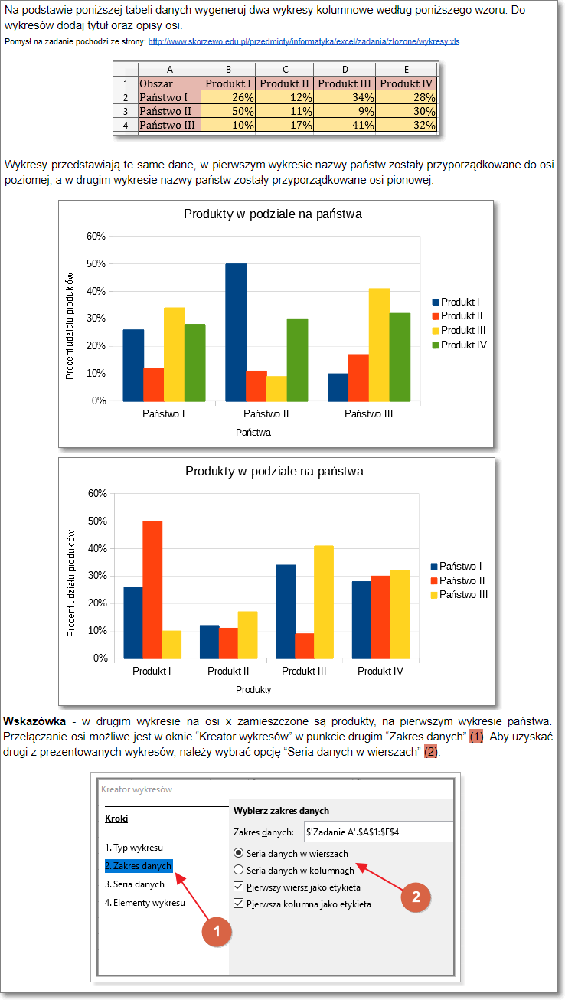 Na podstawie poniższej tabeli danych wygeneruj dwa wykresy kolumnowe według poniższego wzoru. Do
wykresów dodaj tytuł oraz opisy osi.
Pomysł na zadanie pochodzi ze strony: http://www.skorzewo.edu.pl/przedmioty/informatyka/excel/zadania/zlozone/wykresy.xls
A B C D E
1 Obszar Produkt I Produkt II Produkt III Produkt IV
2 Państwo I 26% 12% 34% 28%
3 Państwo II 50% 11% 9% 30%
4 Państwo III 10% 17% 41% 32%
Wykresy przedstawiają te same dane, w pierwszym wykresie nazwy państw zostały przyporządkowane do osi
poziomej, a w drugim wykresie nazwy państw zostały przyporządkowane osi pionowej.
Produkty w podziale na państwa
Procent udziału produków
60%
50%
40%
30%
20%
10%
0%
Państwo I Państwo II Państwo III
Państwa
Produkt I
Produkt II
Produkt III
Produkt IV
Produkty w podziale na państwa
Procent udziału produków
60%
50%
40%
30%
20%
10%
0%
Produkt I Produkt II Produkt III Produkt IV
Produkty
Państwo I
Państwo II
Państwo III
Wskazówka - w drugim wykresie na osi x zamieszczone są produkty, na pierwszym wykresie państwa.
Przełączanie osi możliwe jest w oknie “Kreator wykresów” w punkcie drugim “Zakres danych” (1). Aby uzyskać
drugi z prezentowanych wykresów, należy wybrać opcję “Seria danych w wierszach” (2).
Kreator wykresów
Kroki
1. Typ wykresu
2. Zakres danych
3. Seria danych
4. Elementy wykresu
1
Wybierz zakres danych
Zakres danych: $'Zadanie A'.$A$1:$E$4
Seria danych w wierszach
Seria danych w kolumnach
Pierwszy wiersz jako etykieta
Pierwsza kolumna jako etykieta
2